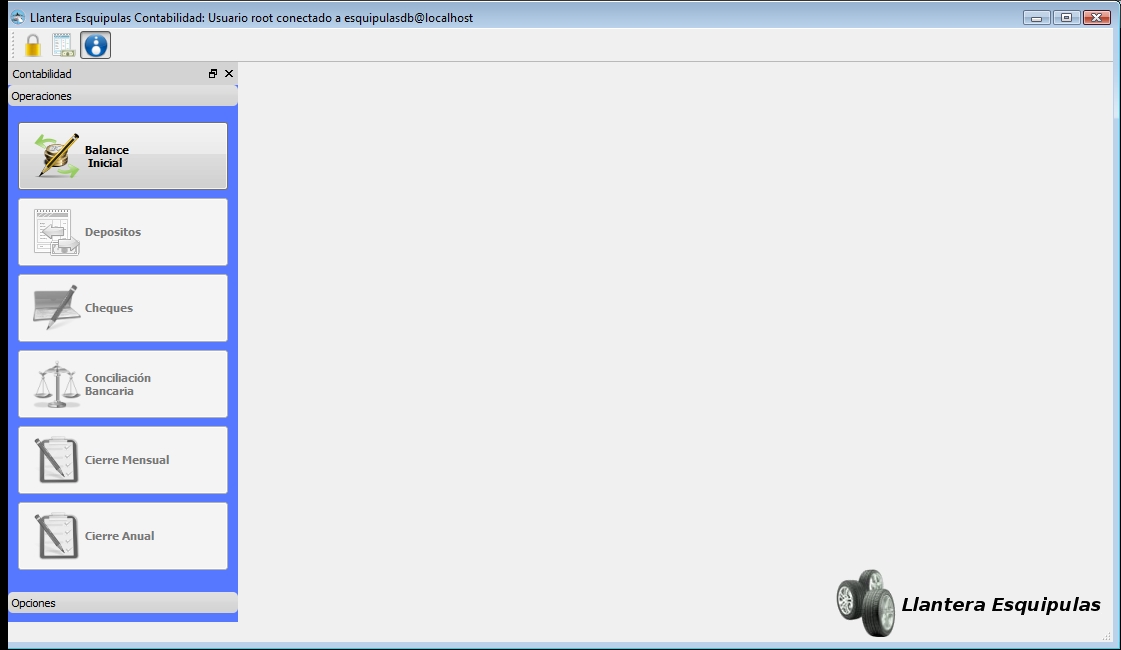 Llantera Esquipulas Contabilidad: Usuario root conectado a esquipulasdb@localhost
Contabilidad
Operaciones
Balance
Inicial
Depositos
Cheques
Conciliación
Bancaria
Cierre Mensual
Cierre Anual
Opciones
Llantera Esquipulas